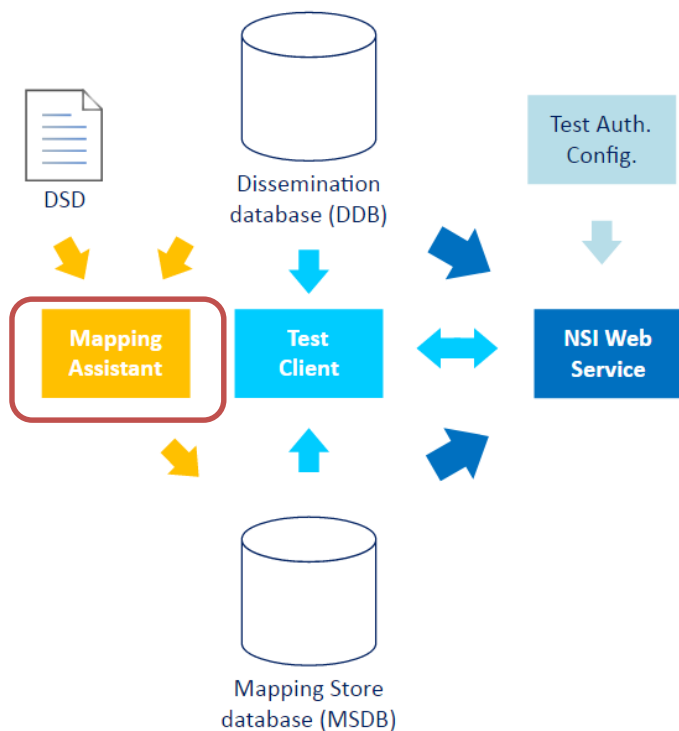 DSD
Dissemination
database (DDB)
Test Auth.
Config.
Mapping
Assistant
Test
Client
NSI Web
Service
Mapping Store
database (MSDB)